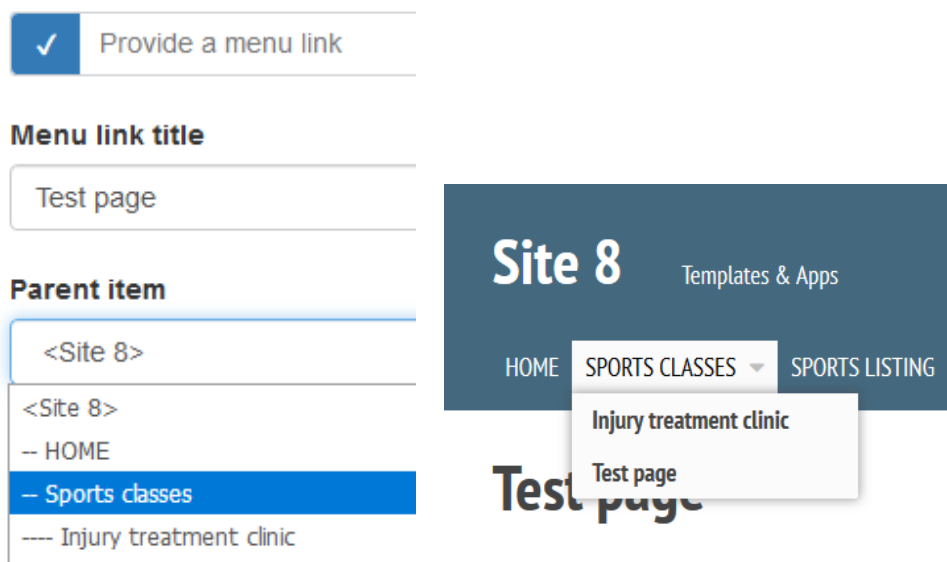 ✓ Provide a menu link
Menu link title
Test page
Parent item
<Site 8>
<Site 8>
-- HOME
-- Sports classes
---- Injury treatment clinic
Site 8 Templates & Apps
HOME SPORTS CLASSES SPORTS LISTING
Injury treatment clinic
Test page
Test page